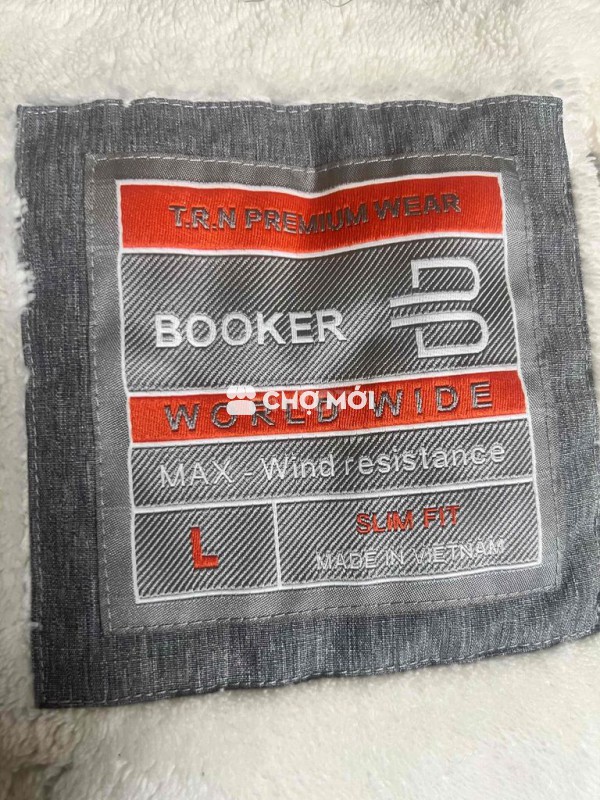 T.R.N PREMIUM WEAR
BOOKER
CHỢ MỚI
WORLD WIDE
MAX - Wind resistance
L
SLIM FIT
MADE IN VIETNAM